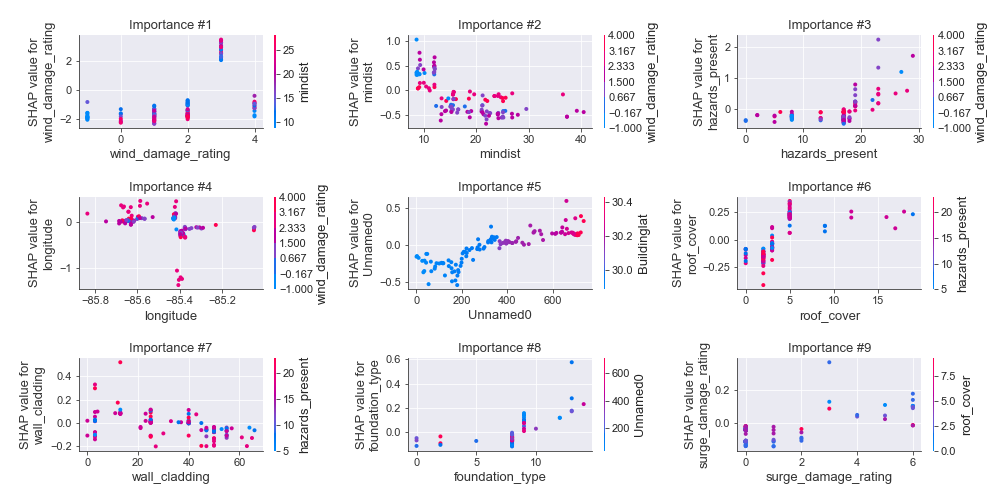 Importance #1
SHAP value for
wind_damage_rating
2
0
−2
0
2
4
wind_damage_rating
25
20
15
10
mindist
Importance #2
SHAP value for
mindist
1.0
0.5
0.0
−0.5
10
20
30
40
mindist
4.000
3.167
2.333
1.500
0.667
−0.167
−1.000
wind_damage_rating
Importance #3
SHAP value for
hazards_present
2
1
0
0
10
20
30
hazards_present
4.000
3.167
2.333
1.500
0.667
−0.167
−1.000
wind_damage_rating
Importance #4
SHAP value for
longitude
0
−1
−85.8
−85.6
−85.4
−85.2
longitude
4.000
3.167
2.333
1.500
0.667
−0.167
−1.000
wind_damage_rating
Importance #5
SHAP value for
Unnamed0
0.5
0.0
−0.5
0
200
400
600
Unnamed0
30.4
30.2
30.0
Buildinglat
Importance #6
SHAP value for
roof_cover
0.25
0.00
−0.25
0
5
10
15
roof_cover
20
15
10
5
hazards_present
Importance #7
SHAP value for
wall_cladding
0.4
0.2
0.0
−0.2
0
20
40
60
wall_cladding
20
15
10
5
hazards_present
Importance #8
SHAP value for
foundation_type
0.6
0.4
0.2
0.0
0
5
10
foundation_type
600
400
200
Unnamed0
Importance #9
SHAP value for
surge_damage_rating
0.2
0.0
0
2
4
6
surge_damage_rating
7.5
5.0
2.5
0.0
roof_cover